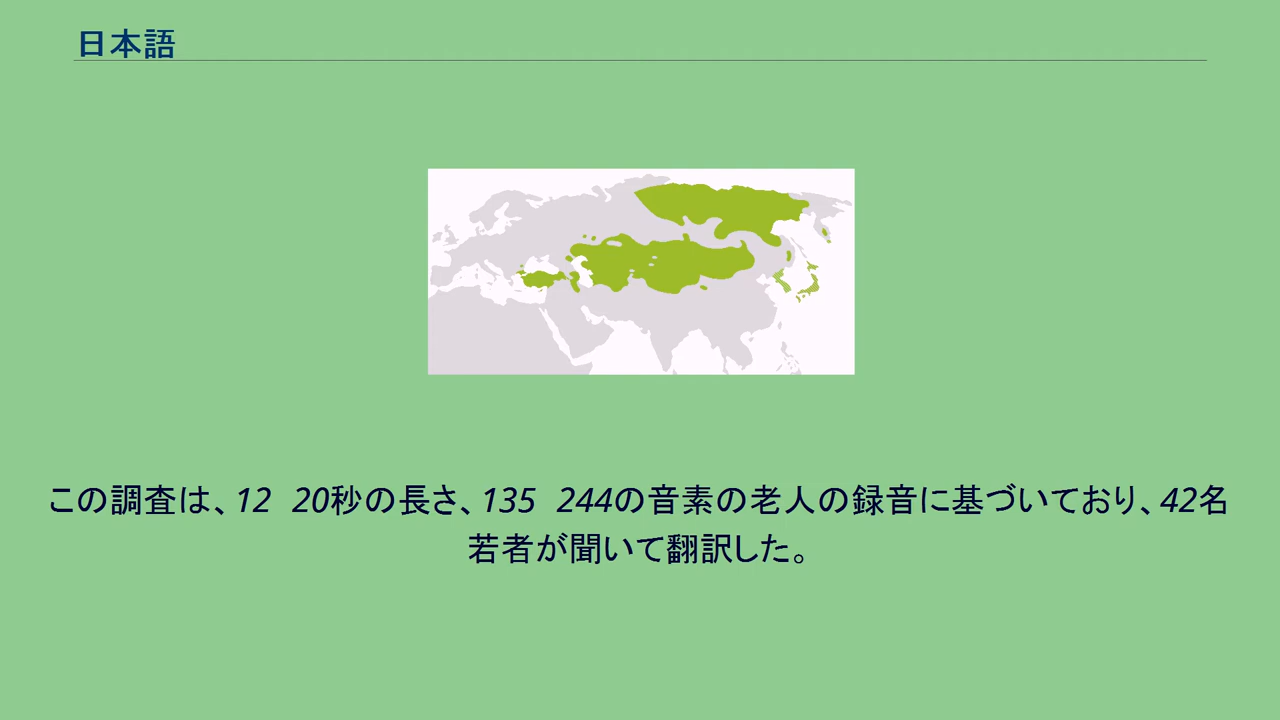 日本語
この調査は、12 20秒の長さ、135 244の音素の老人の録音に基づいており、42名
若者が聞いて翻訳した。